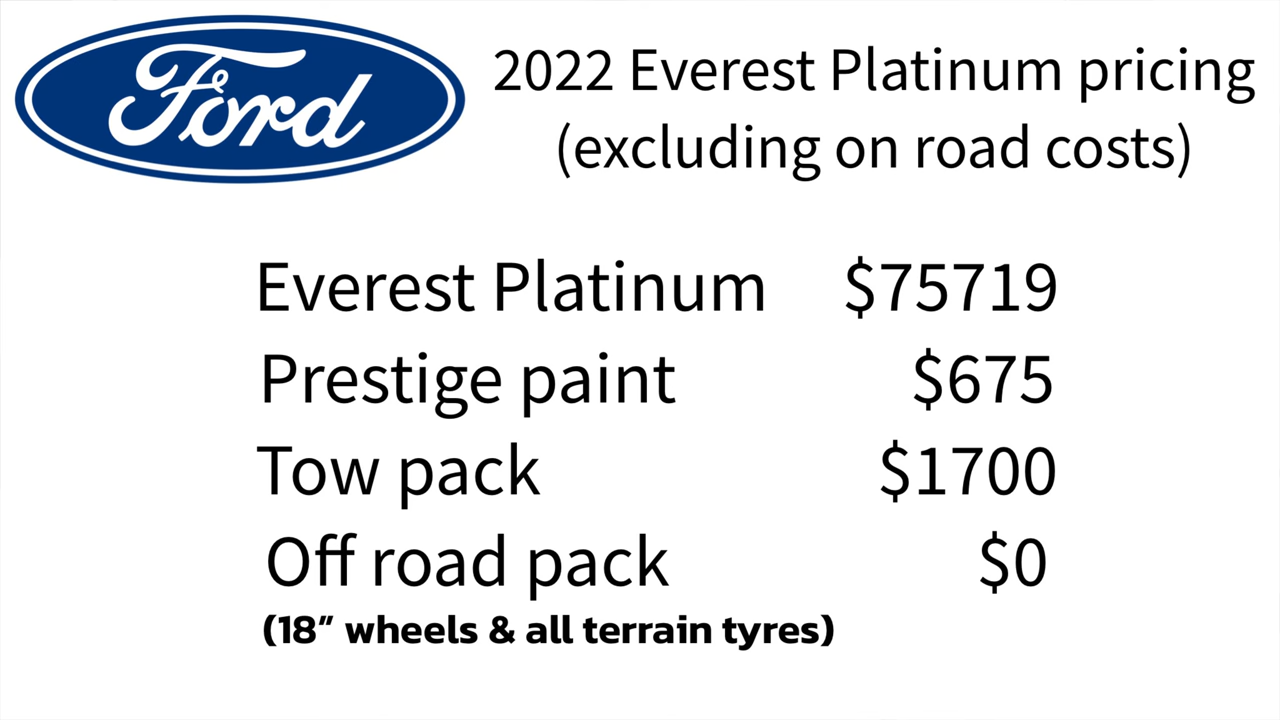 Ford
2022 Everest Platinum pricing
(excluding on road costs)
Everest Platinum $75719
Prestige paint $675
Tow pack $1700
Off road pack $0
(18” wheels & all terrain tyres)